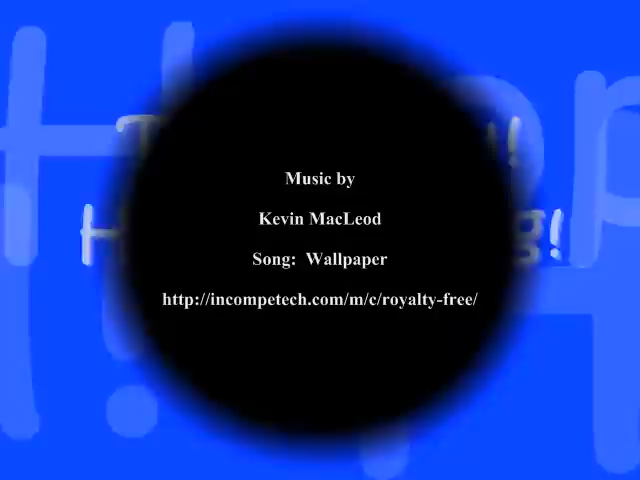 Music by
Kevin MacLeod
Song: Wallpaper
http://incompetech.com/m/c/royalty-free/